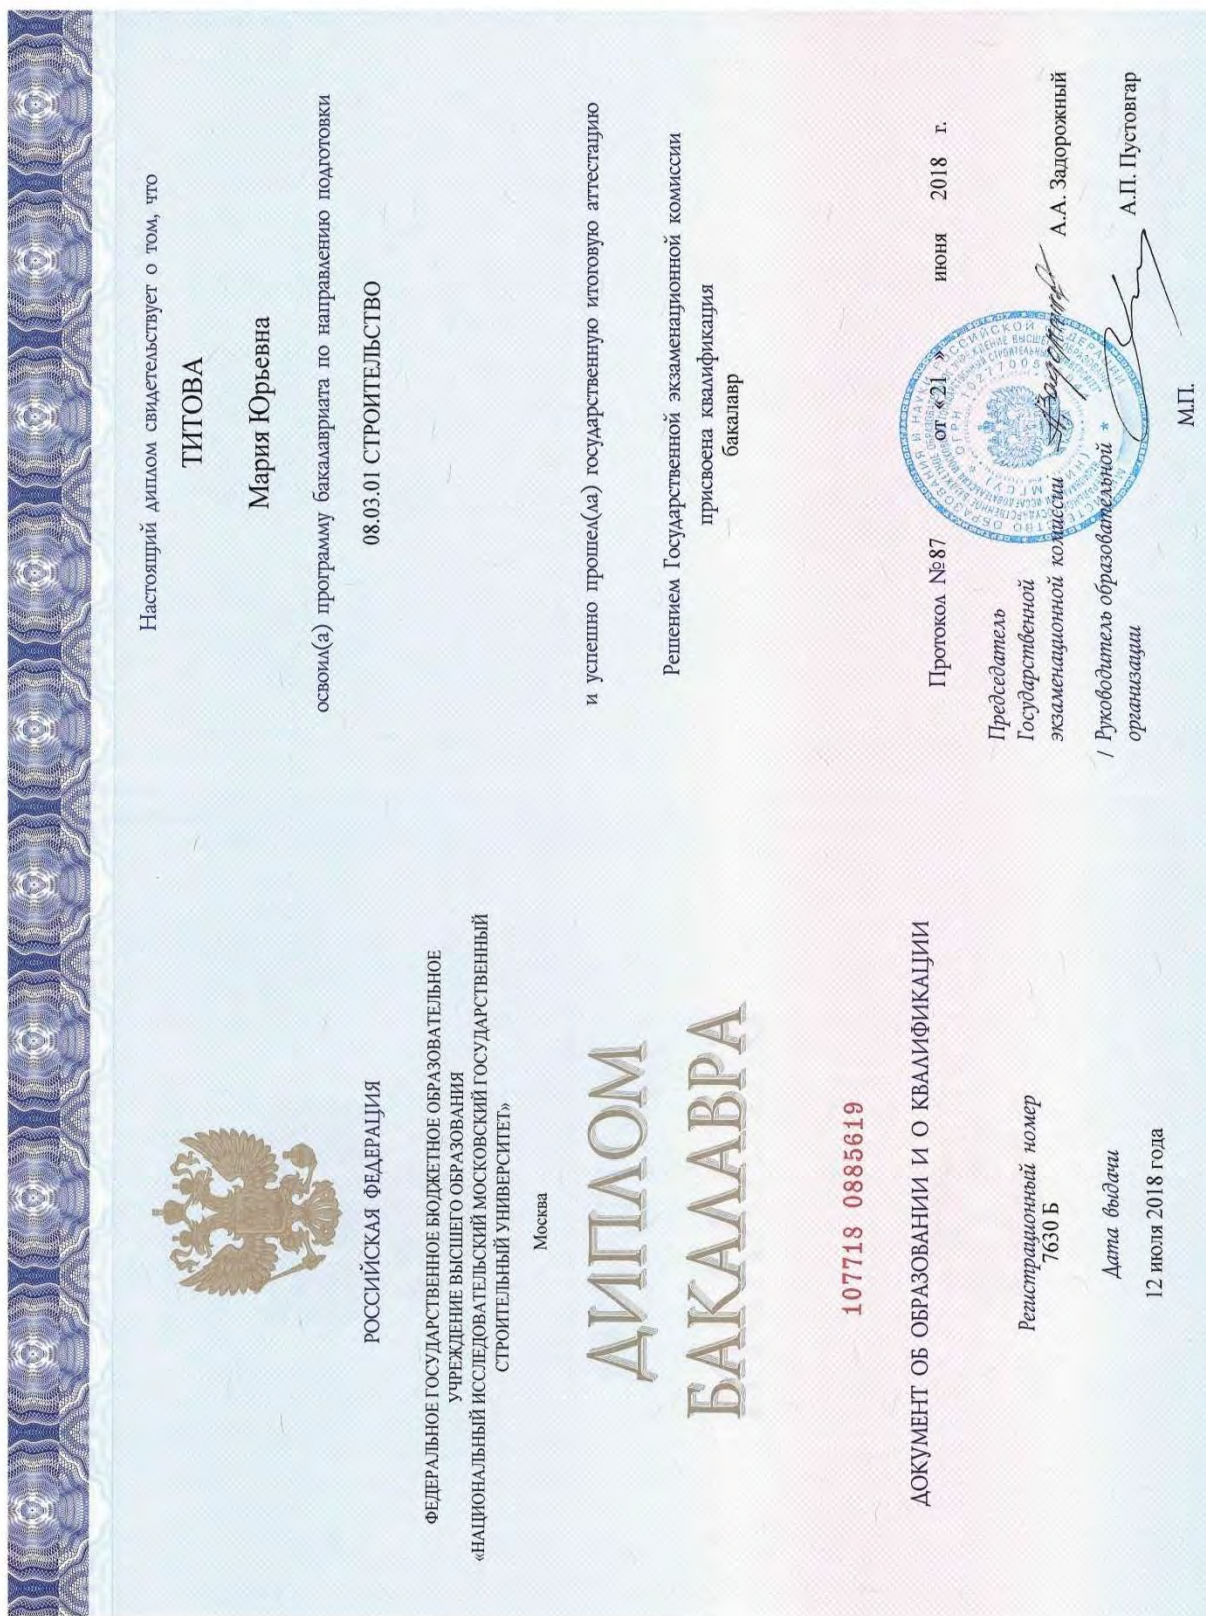 РОССИЙСКАЯ ФЕДЕРАЦИЯ
ФЕДЕРАЛЬНОЕ ГОСУДАРСТВЕННОЕ БЮДЖЕТНОЕ ОБРАЗОВАТЕЛЬНОЕ
УЧРЕЖДЕНИЕ ВЫСШЕГО ОБРАЗОВАНИЯ
«НАЦИОНАЛЬНЫЙ ИССЛЕДОВАТЕЛЬСКИЙ МОСКОВСКИЙ ГОСУДАРСТВЕННЫЙ
СТРОИТЕЛЬНЫЙ УНИВЕРСИТЕТ»
Москва
ДИПЛОМ
БАКАЛАВРА
107718 0885619
ДОКУМЕНТ ОБ ОБРАЗОВАНИИ И О КВАЛИФИКАЦИИ
Регистрационный номер
7630 Б
Дата выдачи
12 июля 2018 года
Настоящий диплом свидетельствует о том, что
ТИТОВА
Мария Юрьевна
освоил(а) программу бакалавриата по направлению подготовки
08.03.01 СТРОИТЕЛЬСТВО
и успешно прошел(ла) государственную итоговую аттестацию
Решением Государственной экзаменационной комиссии
присвоена квалификация
бакалавр
Протокол №87 от «21 » июня 2018 г.
Председатель
Государственной
экзаменационной комиссии А.А. Задорожный
/ Руководитель образовательной
организации А.П. Пустовгар
М.П.